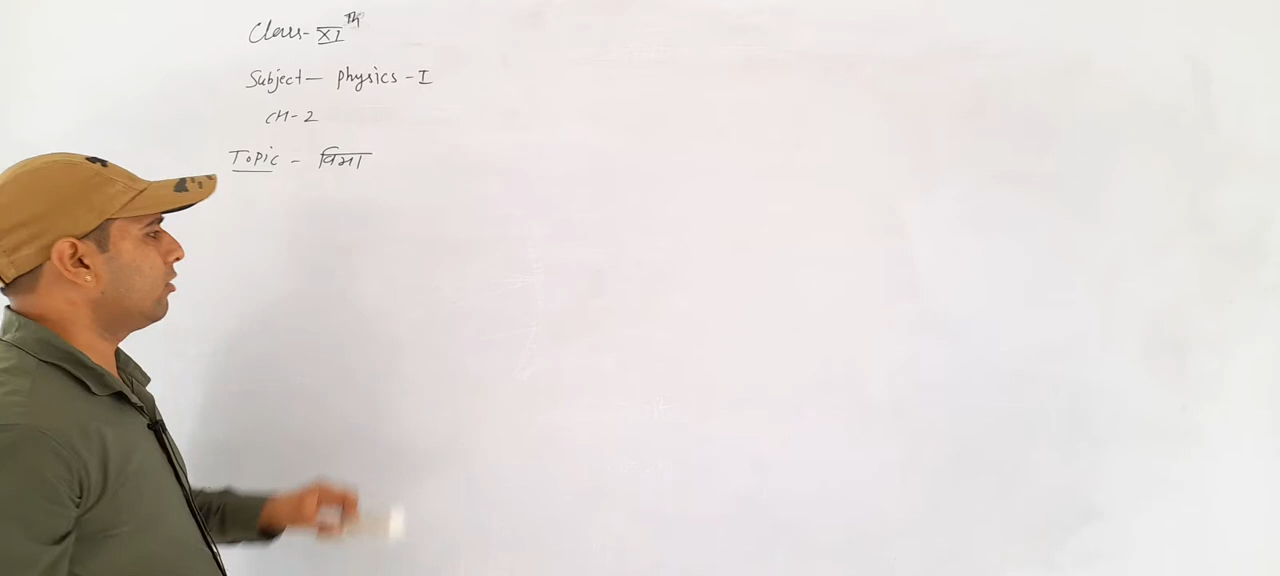 Class- XI Th
Subject— Physics - I
CH-2
Topic - विमा